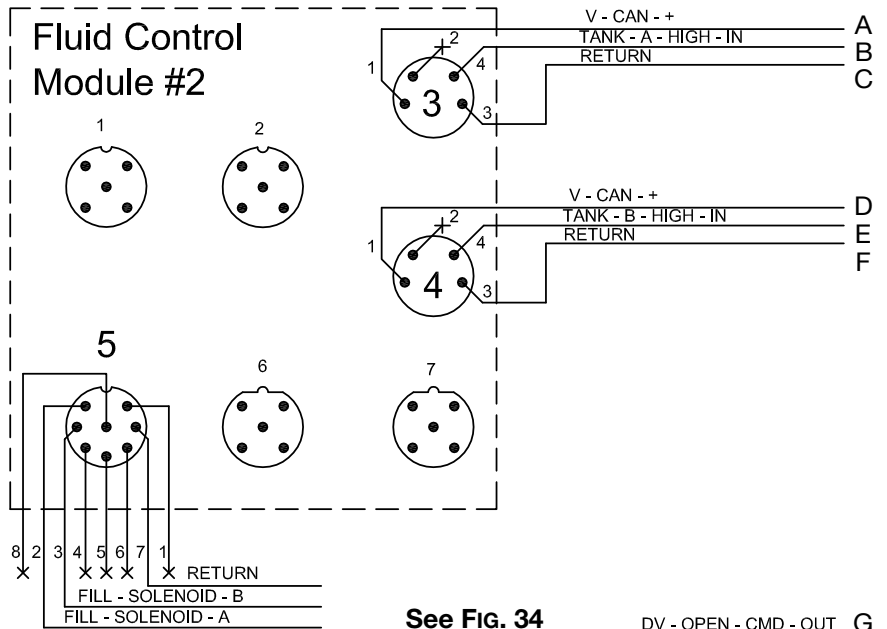 Fluid Control
Module #2
V - CAN - + A
TANK - A - HIGH - IN B
RETURN C
1 2 4 3
3
1
2
V - CAN - + D
TANK - B - HIGH - IN E
RETURN F
1 2 4 3
4
5
6
7
8 2 3 4 5 6 7 1
RETURN
FILL - SOLENOID - B
FILL - SOLENOID - A
See FIG. 34
DV - OPEN - CMD - OUT G